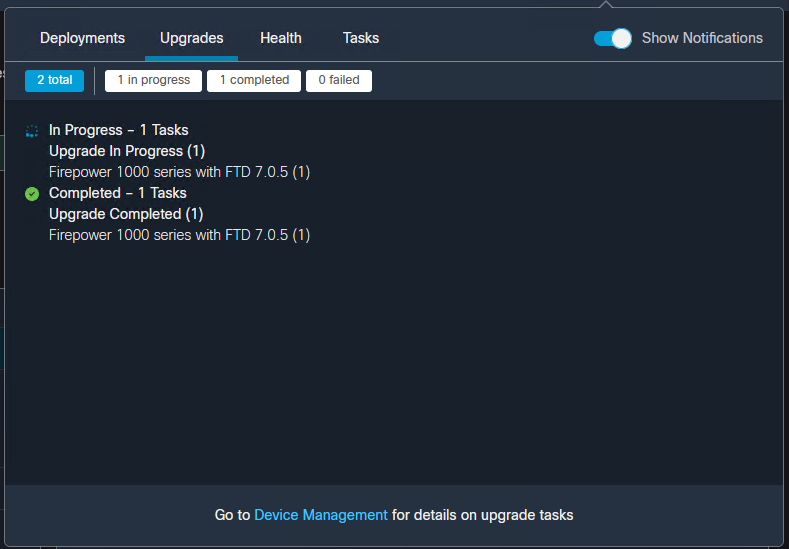 Deployments Upgrades Health Tasks Show Notifications
2 total 1 in progress 1 completed 0 failed
In Progress – 1 Tasks
Upgrade In Progress (1)
Firepower 1000 series with FTD 7.0.5 (1)
Completed – 1 Tasks
Upgrade Completed (1)
Firepower 1000 series with FTD 7.0.5 (1)
Go to Device Management for details on upgrade tasks